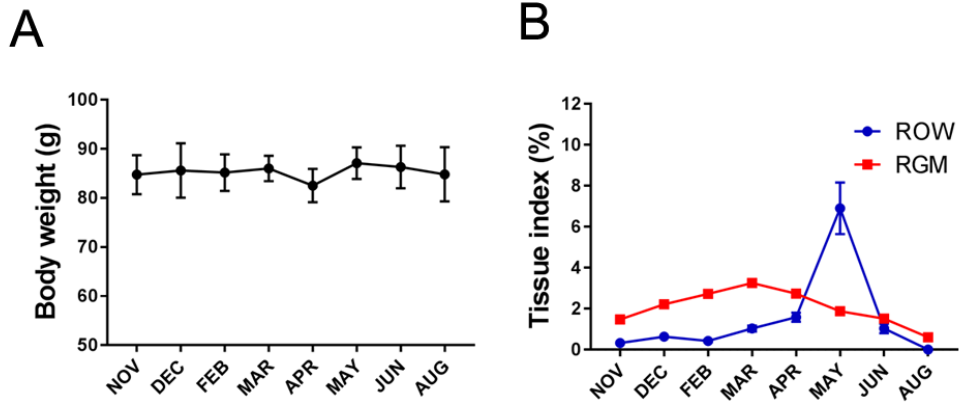 A
Body weight (g)
100
90
80
70
60
50
NOV DEC FEB MAR APR MAY JUN AUG
B
Tissue index (%)
12
10
8
6
4
2
0
NOV DEC FEB MAR APR MAY JUN AUG
ROW
RGM